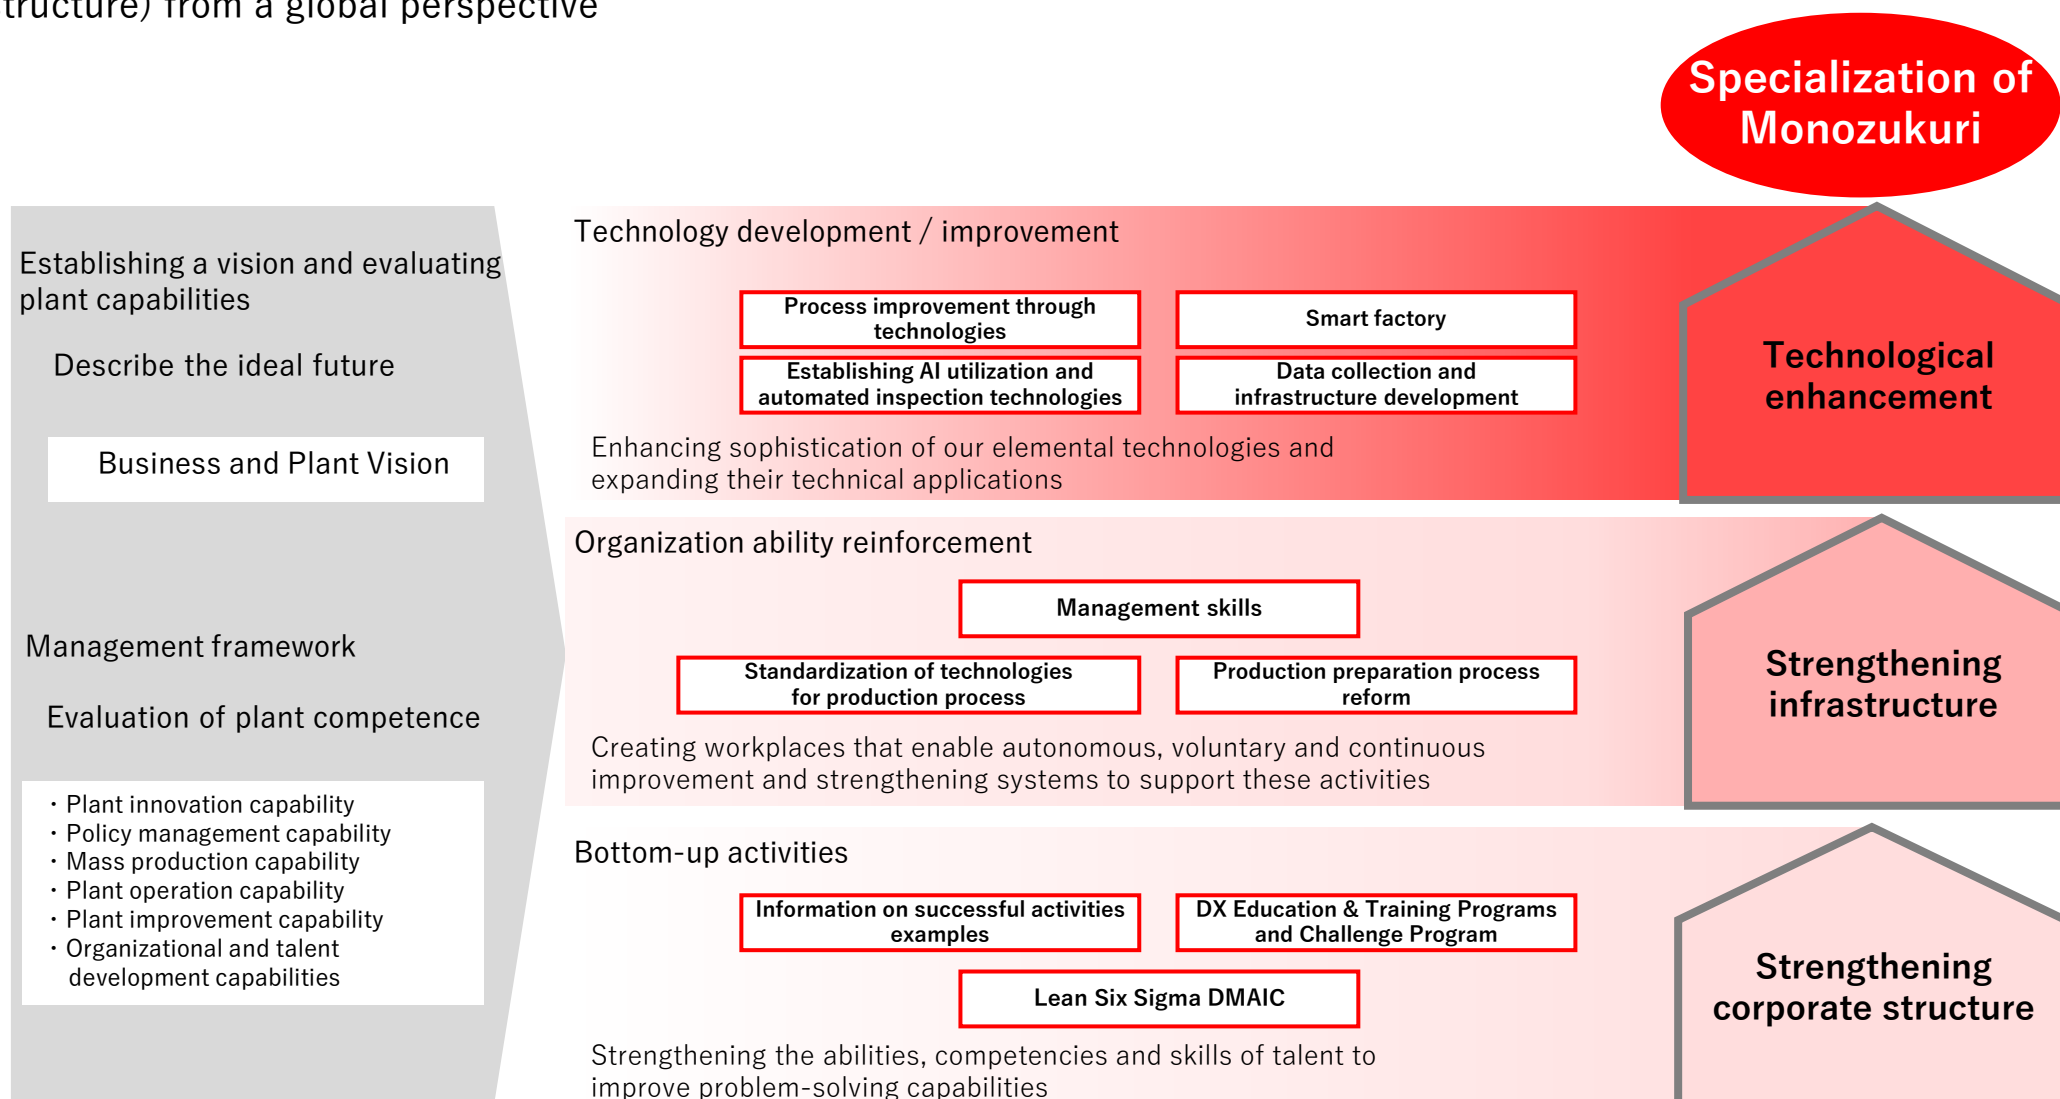 structure) from a global perspective
Specialization of
Monozukuri
Establishing a vision and evaluating
plant capabilities
Describe the ideal future
Business and Plant Vision
Management framework
Evaluation of plant competence
・Plant innovation capability
・Policy management capability
・Mass production capability
・Plant operation capability
・Plant improvement capability
・Organizational and talent
development capabilities
Technology development / improvement
Process improvement through
technologies
Smart factory
Establishing AI utilization and
automated inspection technologies
Data collection and
infrastructure development
Enhancing sophistication of our elemental technologies and
expanding their technical applications
Technological
enhancement
Organization ability reinforcement
Management skills
Standardization of technologies
for production process
Production preparation process
reform
Creating workplaces that enable autonomous, voluntary and continuous
improvement and strengthening systems to support these activities
Strengthening
infrastructure
Bottom-up activities
Information on successful activities
examples
DX Education & Training Programs
and Challenge Program
Lean Six Sigma DMAIC
Strengthening the abilities, competencies and skills of talent to
improve problem-solving capabilities
Strengthening
corporate structure